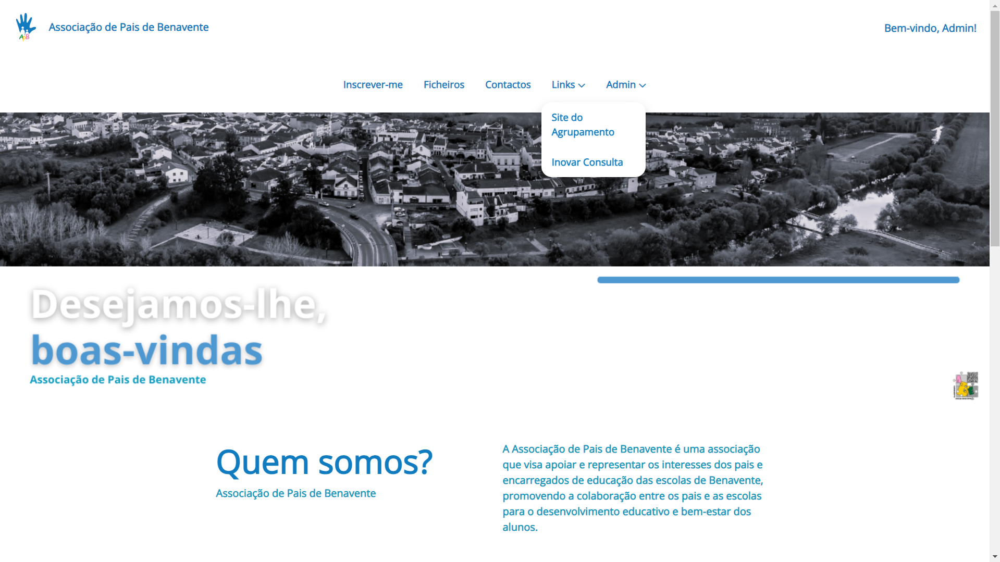 ApB
Associação de Pais de Benavente
Bem-vindo, Admin!
Inscrever-me
Ficheiros
Contactos
Links
Admin
Site do
Agrupamento
Inovar Consulta
Desejamos-lhe,
boas-vindas
Associação de Pais de Benavente
Quem somos?
Associação de Pais de Benavente
A Associação de Pais de Benavente é uma associação
que visa apoiar e representar os interesses dos pais e
encarregados de educação das escolas de Benavente,
promovendo a colaboração entre os pais e as escolas
para o desenvolvimento educativo e bem-estar dos
alunos.